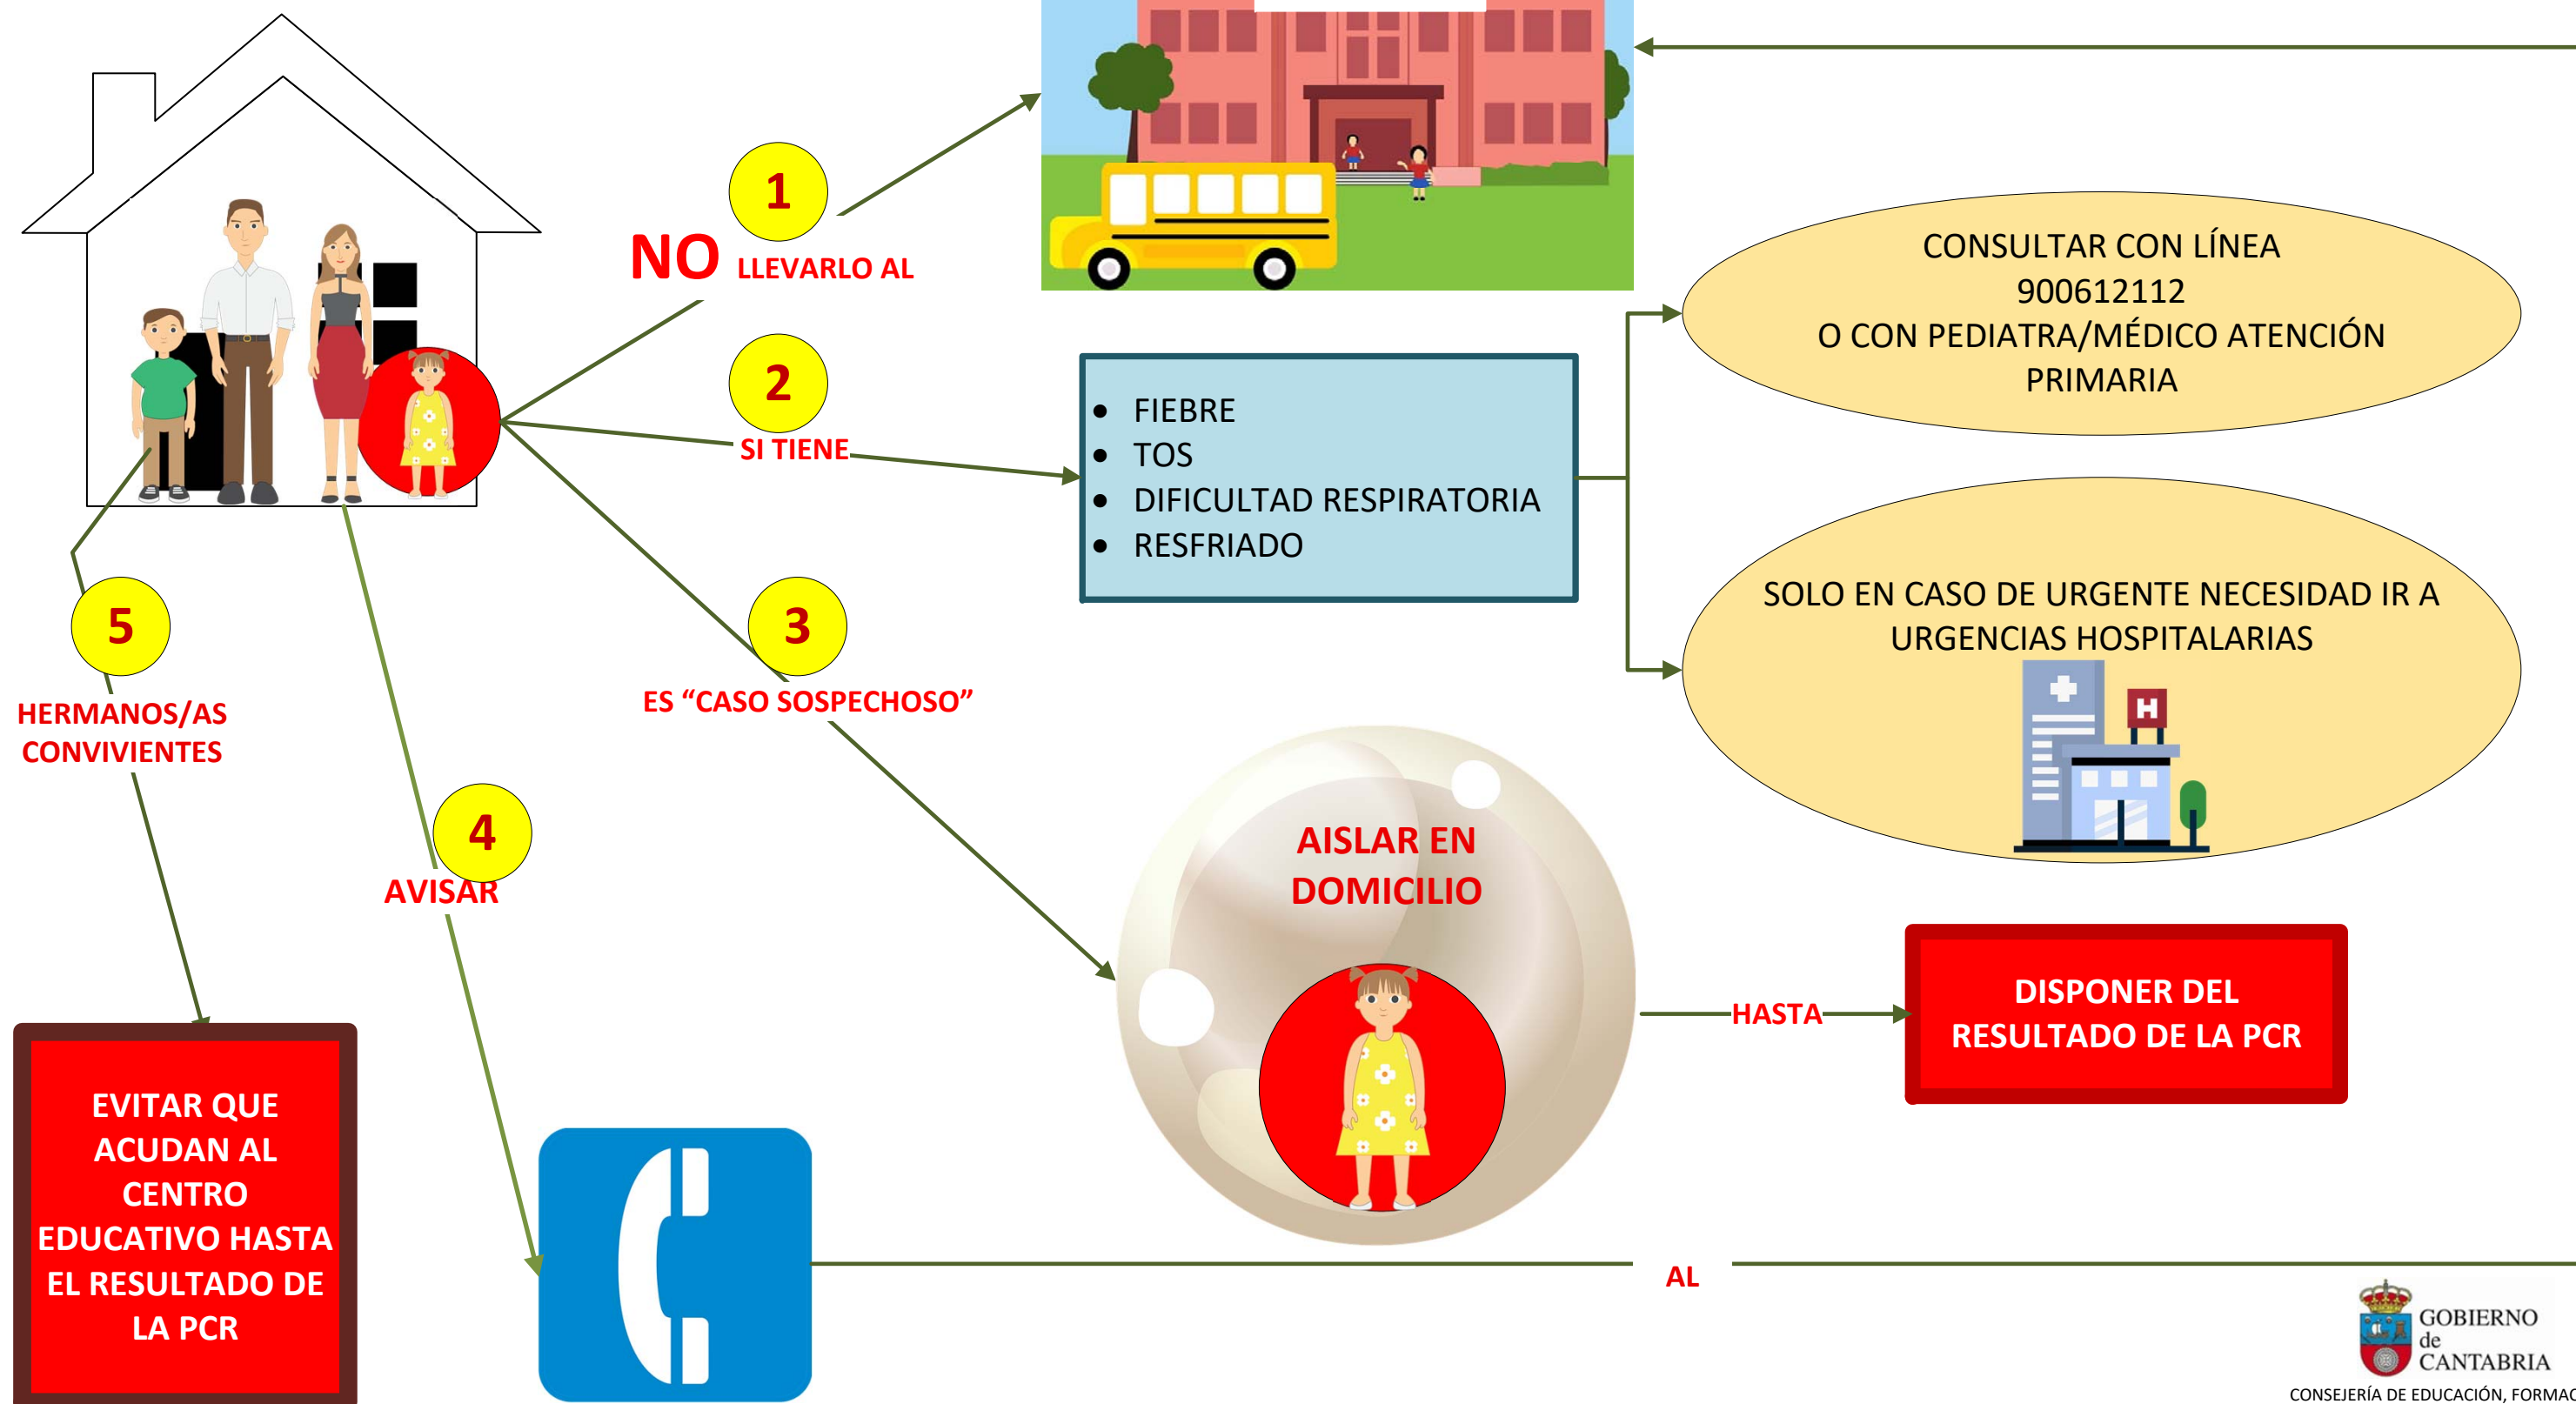 1
NO LLEVARLO AL
2
SI TIENE
• FIEBRE
• TOS
• DIFICULTAD RESPIRATORIA
• RESFRIADO
CONSULTAR CON LÍNEA
900612112
O CON PEDIATRA/MÉDICO ATENCIÓN
PRIMARIA
SOLO EN CASO DE URGENTE NECESIDAD IR A
URGENCIAS HOSPITALARIAS
H
3
ES “CASO SOSPECHOSO”
AISLAR EN
DOMICILIO
HASTA
DISPONER DEL
RESULTADO DE LA PCR
4
AVISAR
AL
5
HERMANOS/AS
CONVIVIENTES
EVITAR QUE
ACUDAN AL
CENTRO
EDUCATIVO HASTA
EL RESULTADO DE
LA PCR
GOBIERNO
de
CANTABRIA
CONSEJERÍA DE EDUCACIÓN, FORMAC